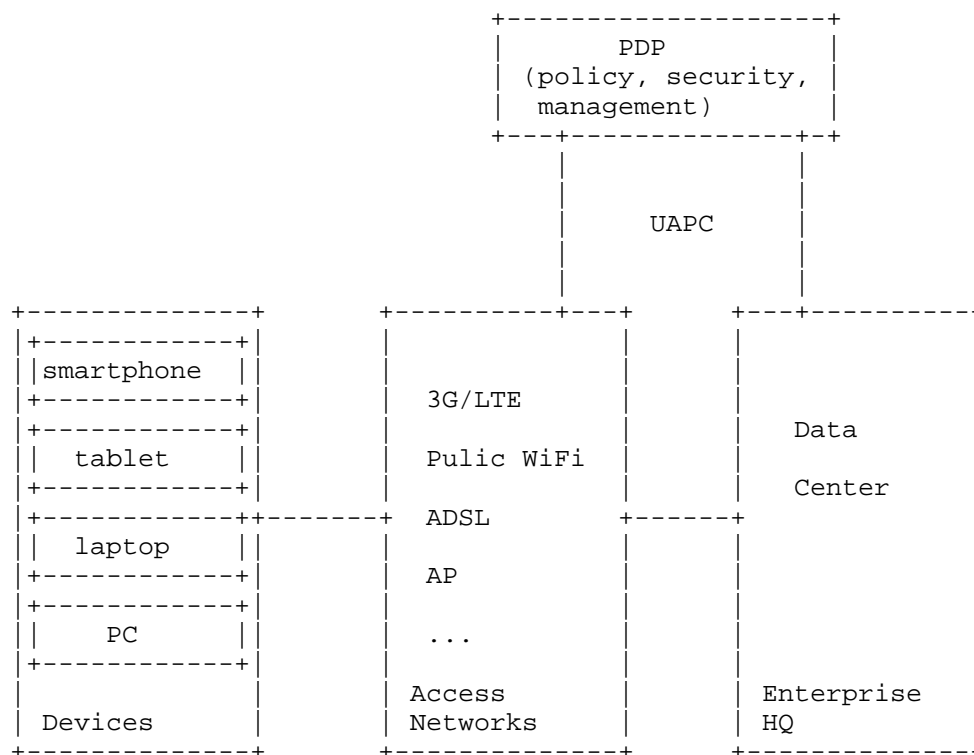 PDP
(policy, security,
management)
UAPC
smartphone
tablet
laptop
PC
Devices
3G/LTE
Pulic WiFi
ADSL
AP
...
Access
Networks
Data
Center
Enterprise
HQ